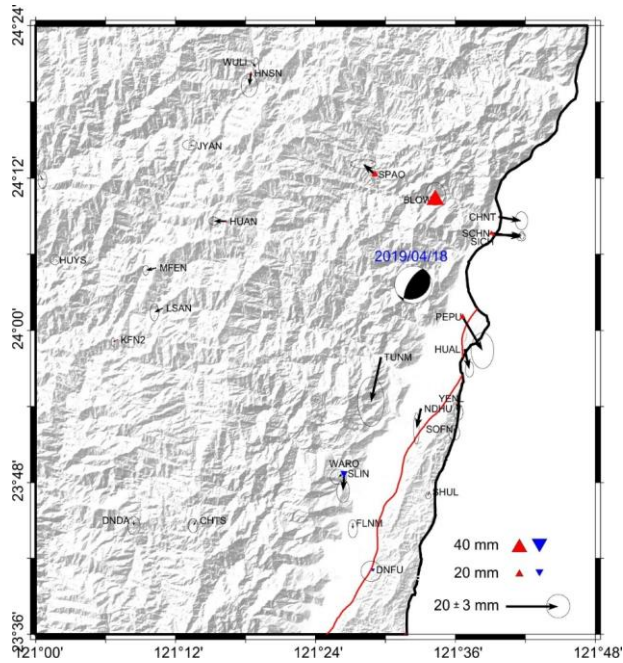 24°24'
24°12'
24°00'
23°48'
23°36'
WULI
HNSN
JYAN
SPAO
BLOW
CHNT
HUAN
SCHN
SICH
HUYS
MFEN
2019/04/18
LSAN
PEPU
KFN2
HUAL
TUNM
YENL
NDHU
SOFN
WARO
SLIN
SHUL
DNDA
CHTS
FLNM
DNFU
40 mm
20 mm
20 ± 3 mm
121°00'
121°12'
121°24'
121°36'
121°48'